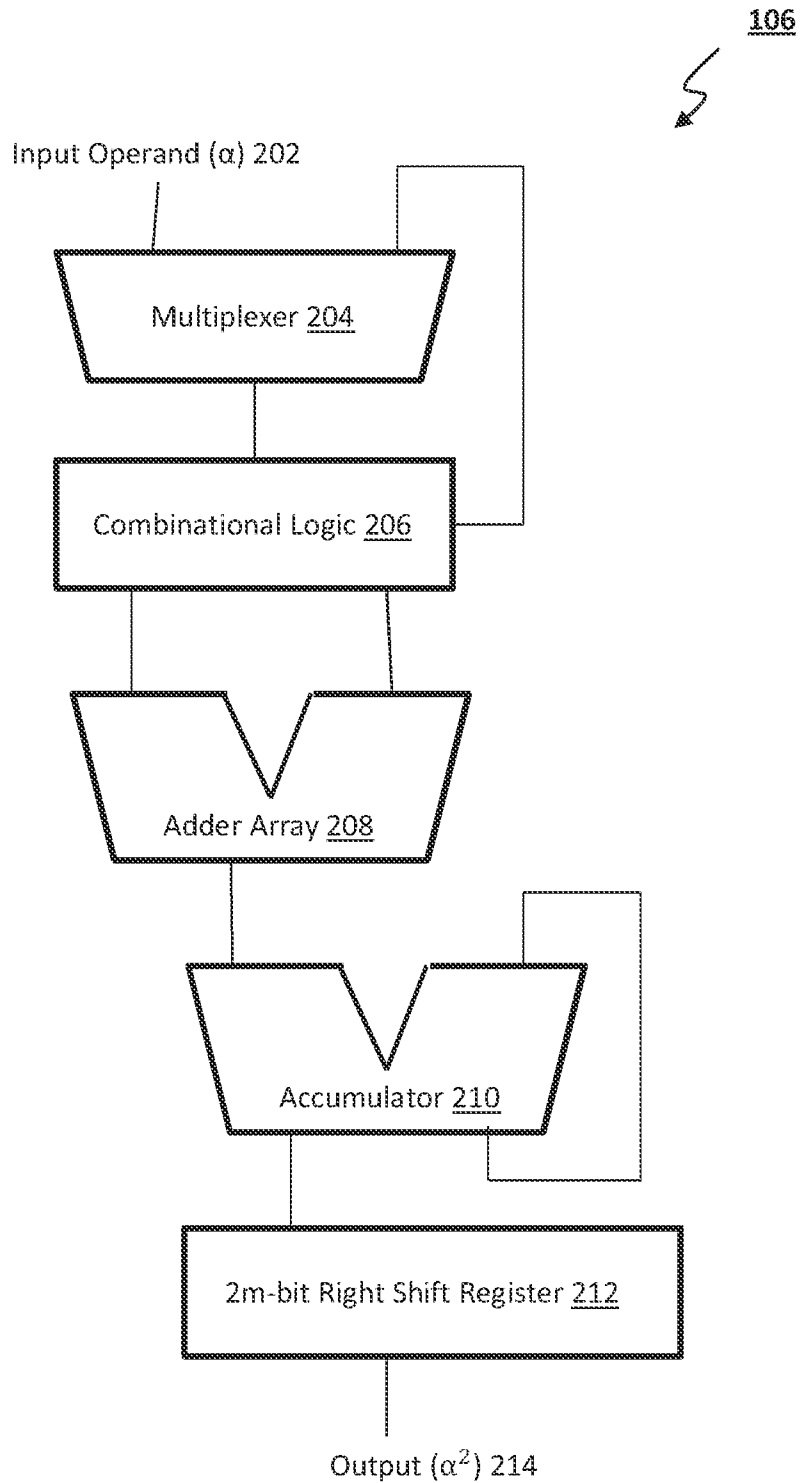 106
Input Operand (α) 202
Multiplexer 204
Combinational Logic 206
Adder Array 208
Accumulator 210
2m-bit Right Shift Register 212
Output (α²) 214